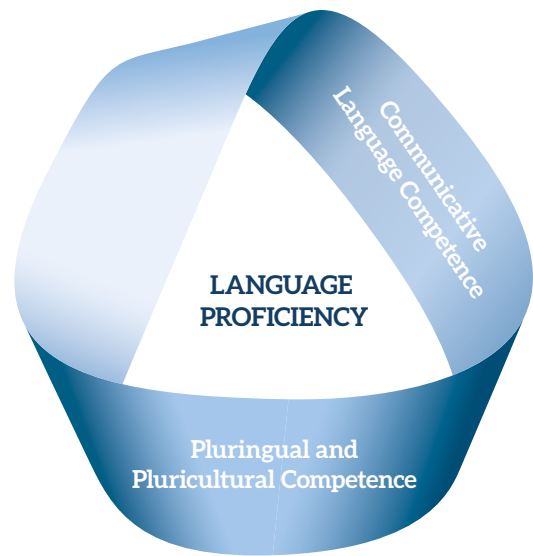 Communicative
Language Competence
LANGUAGE
PROFICIENCY
Pluringual and
Pluricultural Competence